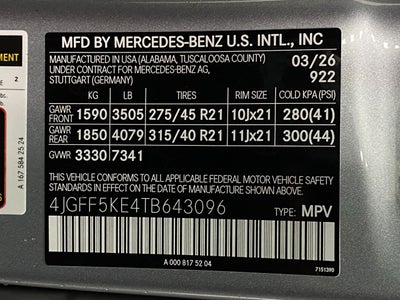 MFD BY MERCEDES-BENZ U.S. INTL., INC
MANUFACTURED IN USA (ALABAMA, TUSCALOOSA COUNTY)
UNDER CONTRACT FOR MERCEDES-BENZ AG,
STUTTGART (GERMANY)
03/26
922
KG LB TIRES RIMS COLD KPA (PSI)
GAWR FRONT 1590 3505 275/45 R21 10Jx21 280(41)
GAWR REAR 1850 4079 315/40 R21 11Jx21 300(44)
GVWR 3330 7341
THIS VEHICLE CONFORMS TO ALL APPLICABLE FEDERAL MOTOR VEHICLE SAFETY
STANDARDS IN EFFECT ON THE DATE OF MANUFACTURE SHOWN ABOVE.
4JGFF5KE4TB643096 TYPE: MPV
A 000 817 52 04
7151390
A 167 584 25 24
EMENT
2